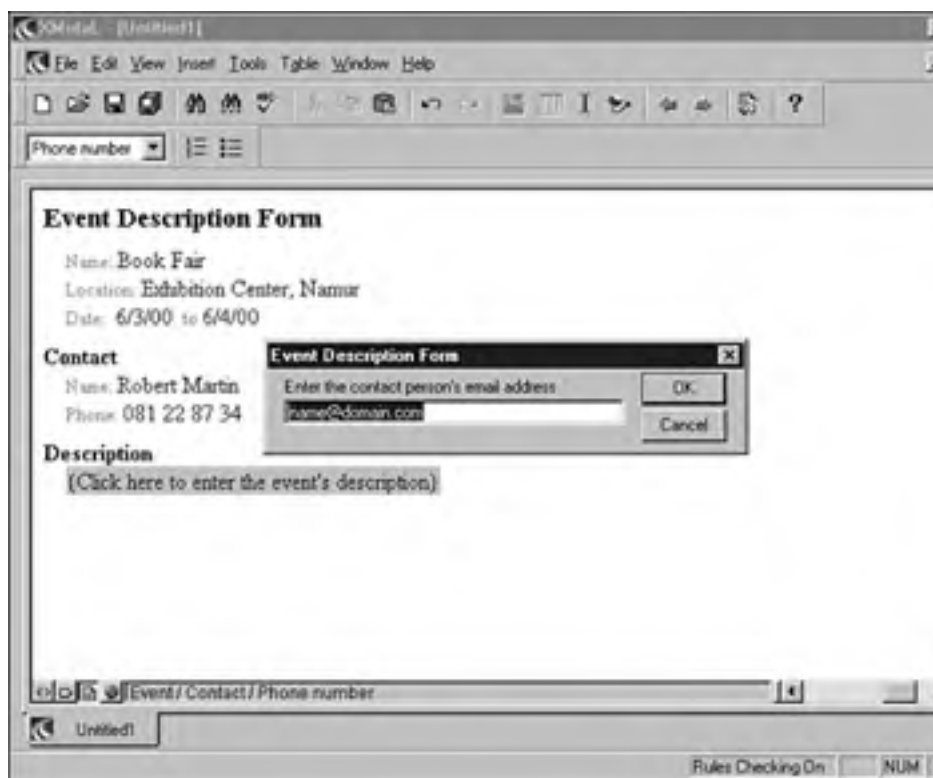 XMetaL - [Untitled1]
File Edit View Insert Tools Table Window Help
?
Phone number
Event Description Form
Name: Book Fair
Location: Exhibition Center, Namur
Date: 6/3/00 to 6/4/00
Contact
Name: Robert Martin
Phone: 081 22 87 34
Description
(Click here to enter the event's description)
Event Description Form
Enter the contact person's email address
name@domain.com
OK
Cancel
Event / Contact / Phone number
Untitled1
Rules Checking On NUM